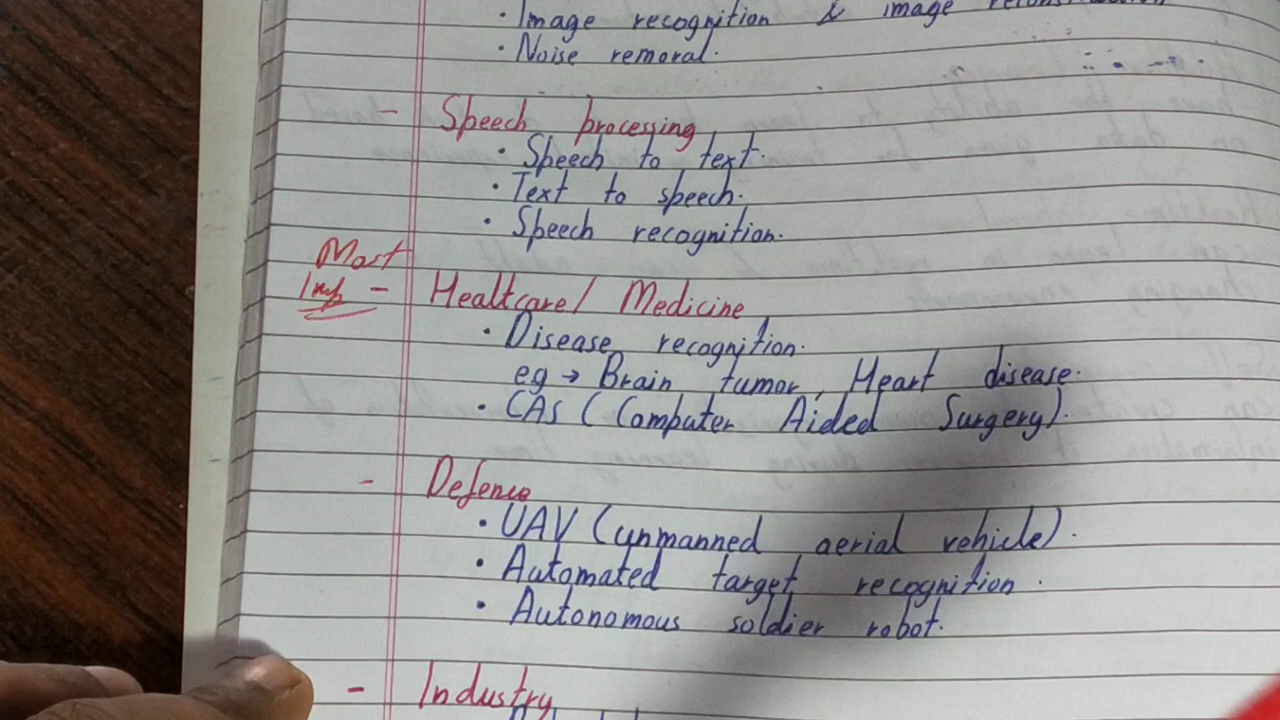 • Image recognition & image
• Noise removal.
- Speech processing
• Speech to text.
• Text to speech.
• Speech recognition.
Most
Imp - Healtcare/ Medicine
• Disease recognition.
eg → Brain tumor, Heart disease.
• CAS (Computer Aided Surgery).
- Defence
• UAV (unmanned aerial vehicle).
• Automated target recognition.
• Autonomous soldier robot.
- Industry